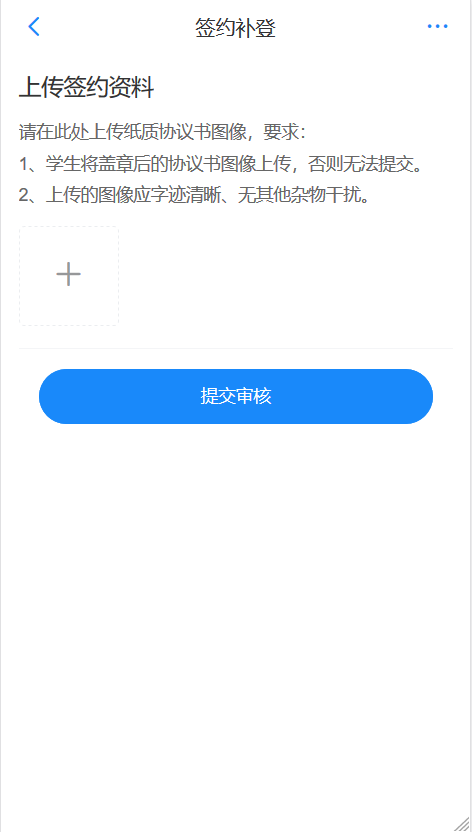 签约补登
上传签约资料
请在此处上传纸质协议书图像，要求：
1、学生将盖章后的协议书图像上传，否则无法提交。
2、上传的图像应字迹清晰、无其他杂物干扰。
提交审核